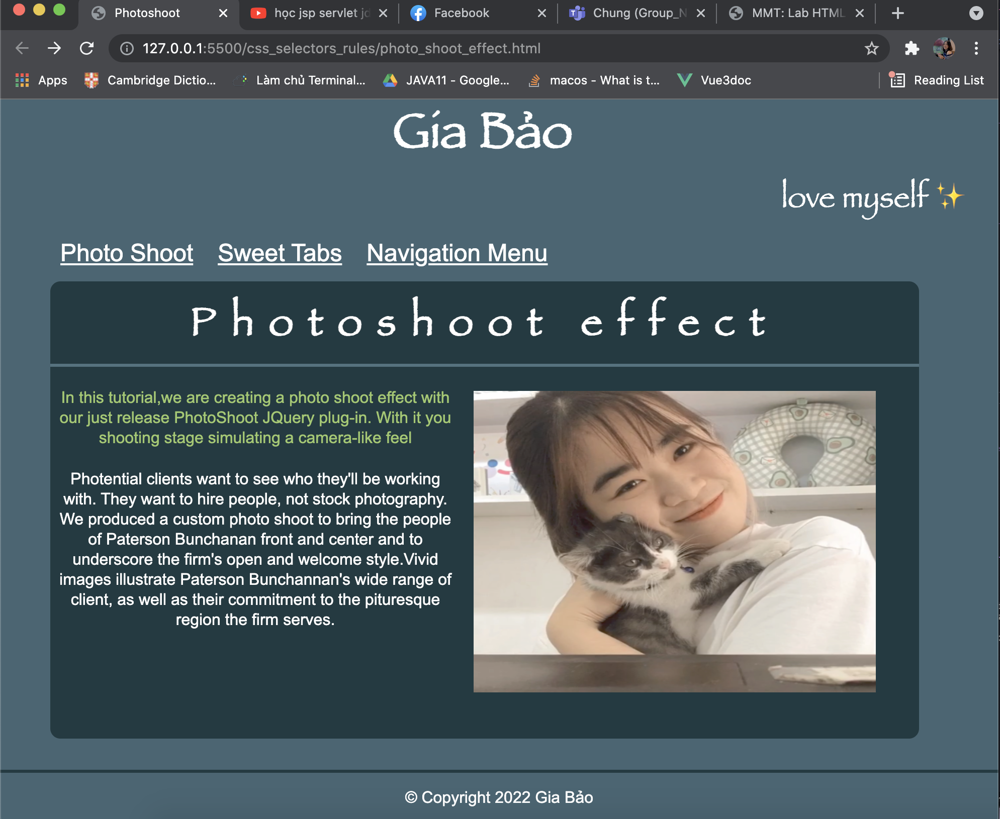 Photoshoot
học jsp servlet
Facebook
Chung (Group_N
MMT: Lab HTML
127.0.0.1:5500/css_selectors_rules/photo_shoot_effect.html
Apps
Cambridge Dictio...
Làm chủ Terminal...
JAVA11 - Google...
macos - What is t...
Vue3doc
Reading List
Gía Bảo
love myself ✨
Photo Shoot Sweet Tabs Navigation Menu
Photoshoot effect
In this tutorial,we are creating a photo shoot effect with
our just release PhotoShoot JQuery plug-in. With it you
shooting stage simulating a camera-like feel
Photential clients want to see who they'll be working
with. They want to hire people, not stock photography.
We produced a custom photo shoot to bring the people
of Paterson Bunchanan front and center and to
underscore the firm's open and welcome style.Vivid
images illustrate Paterson Bunchannan's wide range of
client, as well as their commitment to the pituresque
region the firm serves.
© Copyright 2022 Gia Bảo